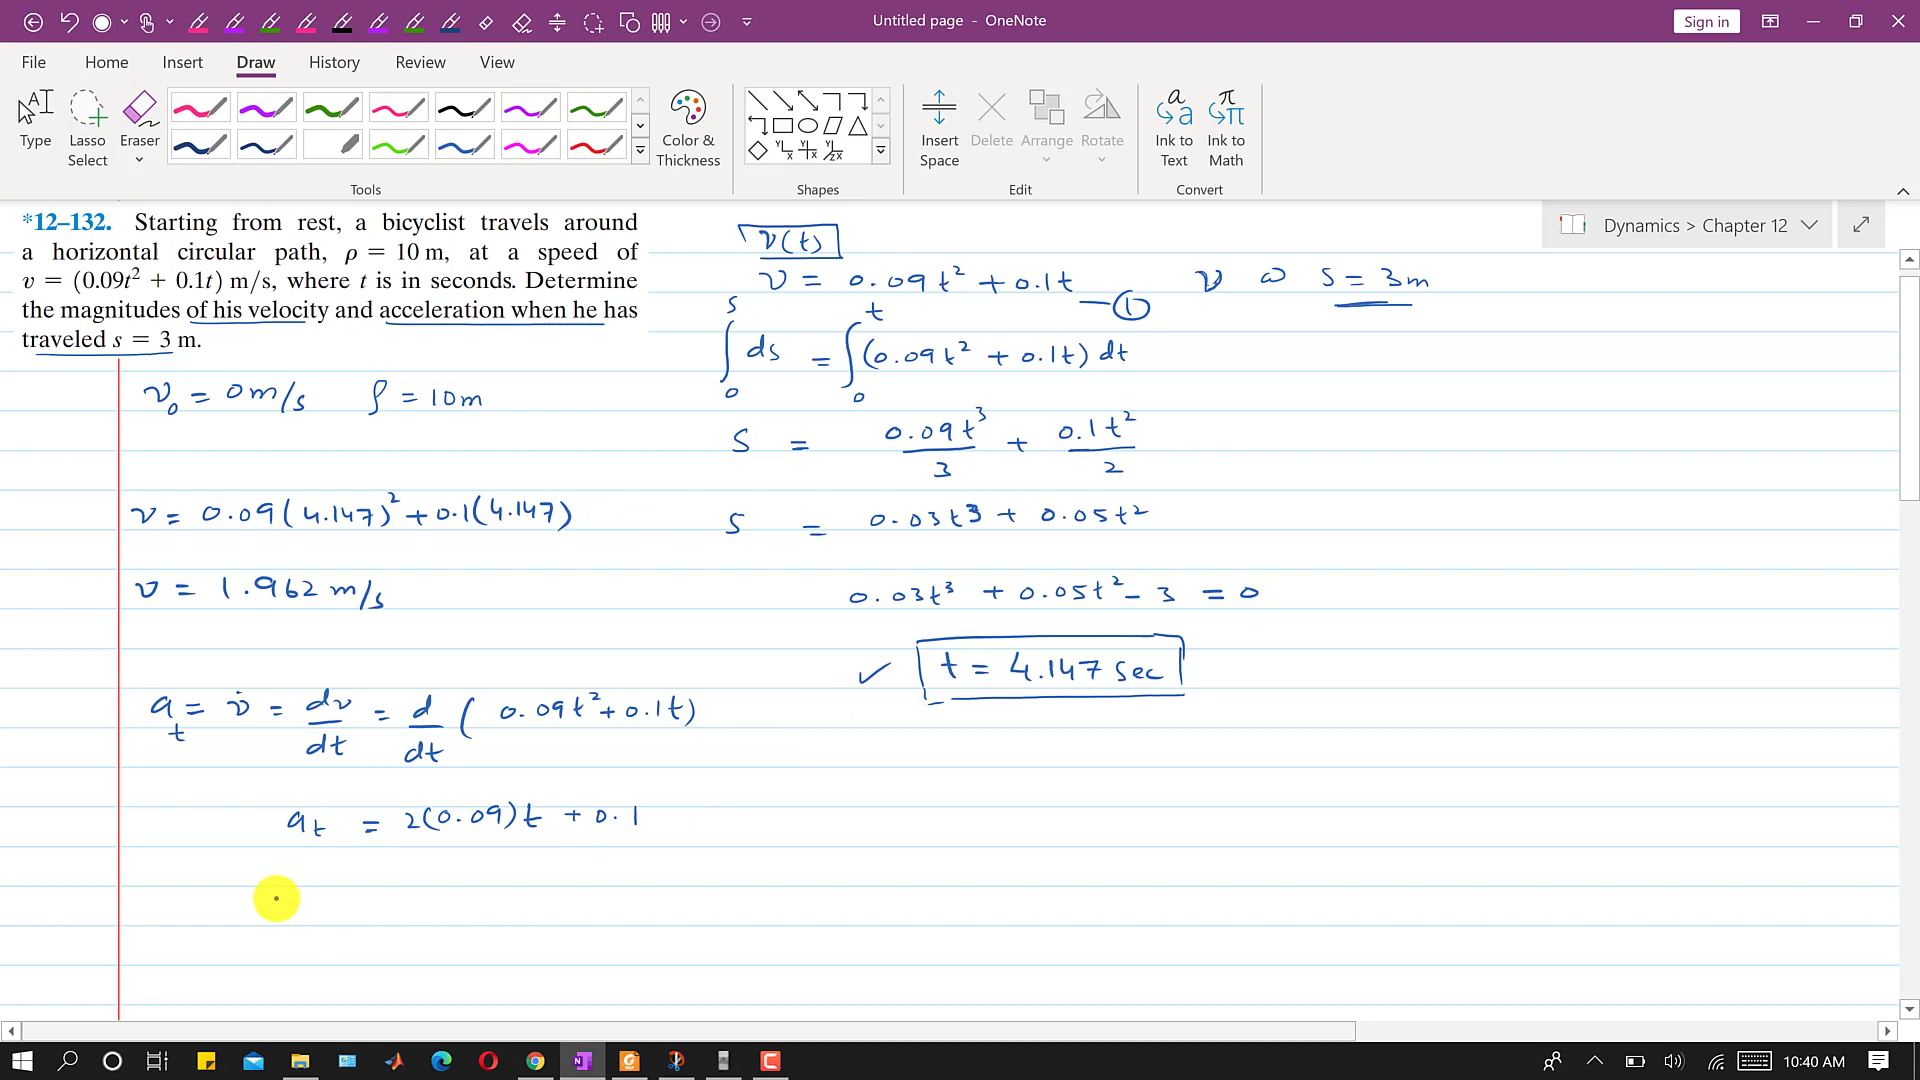 Untitled page - OneNote
Sign in
File Home Insert Draw History Review View
Type
Lasso Select
Eraser
Color & Thickness
Insert Space
Delete
Arrange
Rotate
Ink to Text
Ink to Math
Tools
Shapes
Edit
Convert
Dynamics > Chapter 12
*12–132. Starting from rest, a bicyclist travels around
a horizontal circular path, ρ = 10 m, at a speed of
v = (0.09t² + 0.1t) m/s, where t is in seconds. Determine
the magnitudes of his velocity and acceleration when he has
traveled s = 3 m.
v₀ = 0m/s ρ = 10m
v = 0.09(4.147)² + 0.1(4.147)
v = 1.962 m/s
a_t = v̇ = dv/dt = d/dt (0.09t² + 0.1t)
a_t = 2(0.09)t + 0.1
v(t)
v = 0.09t² + 0.1t — ① v @ s = 3m
∫₀ˢ ds = ∫₀ᵗ (0.09t² + 0.1t) dt
S = 0.09t³/3 + 0.1t²/2
S = 0.03t³ + 0.05t²
0.03t³ + 0.05t² - 3 = 0
✓ t = 4.147 sec
10:40 AM